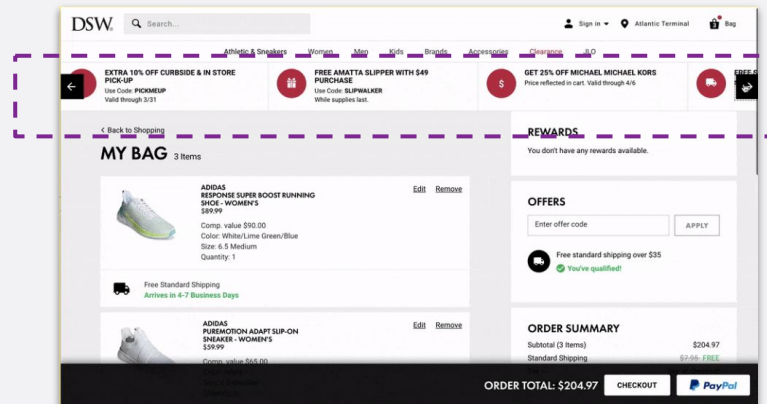 DSW.
Search...
Sign in
Atlantic Terminal
3
Bag
Athletic & Sneakers Women Men Kids Brands Accessories Clearance JLO
EXTRA 10% OFF CURBSIDE & IN STORE
PICK-UP
Use Code: PICKMEUP
Valid through 3/31
FREE AMATTA SLIPPER WITH $49
PURCHASE
Use Code: SLIPWALKER
While supplies last.
$
GET 25% OFF MICHAEL MICHAEL KORS
Price reflected in cart. Valid through 4/6
FREE
< Back to Shopping
MY BAG 3 Items
ADIDAS
RESPONSE SUPER BOOST RUNNING
SHOE - WOMEN'S
$89.99
Comp. value $90.00
Color: White/Lime Green/Blue
Size: 6.5 Medium
Quantity: 1
Edit Remove
Free Standard Shipping
Arrives in 4-7 Business Days
ADIDAS
PUREMOTION ADAPT SLIP-ON
SNEAKER - WOMEN'S
$59.99
Comp. value $65.00
Edit Remove
REWARDS
You don't have any rewards available.
OFFERS
Enter offer code
APPLY
Free standard shipping over $35
You've qualified!
ORDER SUMMARY
Subtotal (3 Items) $204.97
Standard Shipping $7.95 FREE
ORDER TOTAL: $204.97
CHECKOUT
PayPal